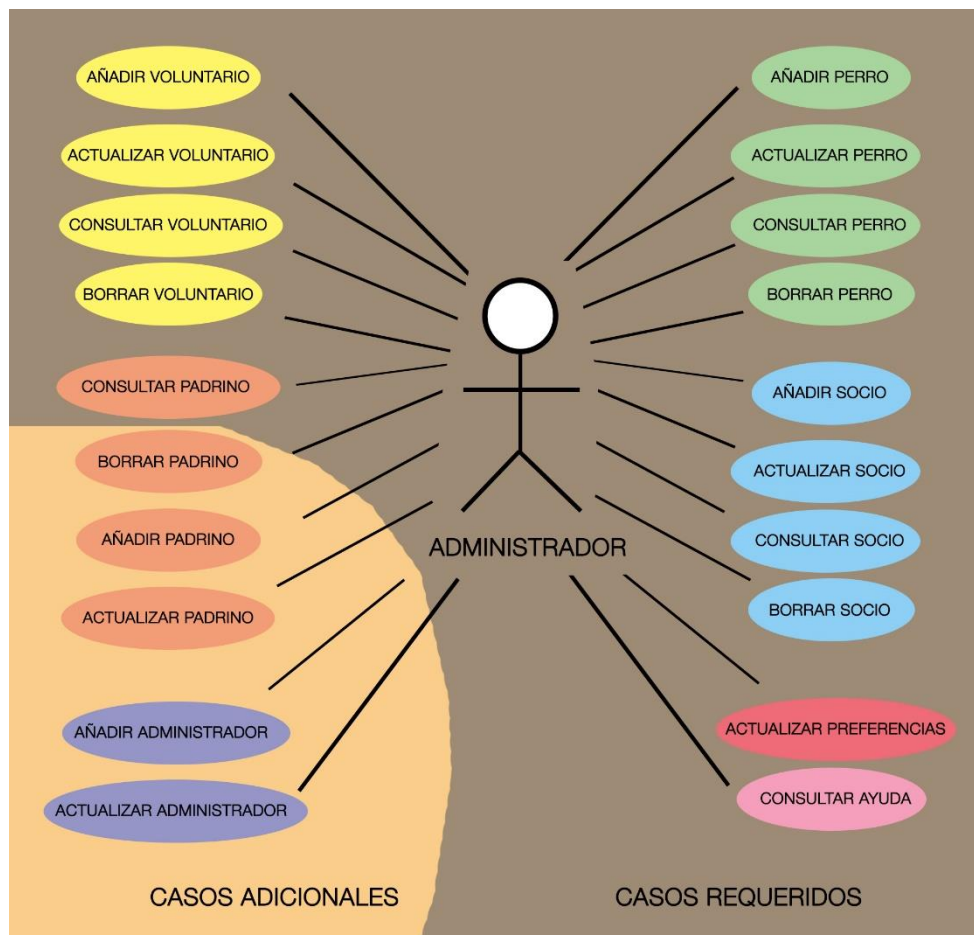 AÑADIR VOLUNTARIO
ACTUALIZAR VOLUNTARIO
CONSULTAR VOLUNTARIO
BORRAR VOLUNTARIO
CONSULTAR PADRINO
BORRAR PADRINO
AÑADIR PADRINO
ACTUALIZAR PADRINO
AÑADIR ADMINISTRADOR
ACTUALIZAR ADMINISTRADOR
CASOS ADICIONALES
ADMINISTRADOR
AÑADIR PERRO
ACTUALIZAR PERRO
CONSULTAR PERRO
BORRAR PERRO
AÑADIR SOCIO
ACTUALIZAR SOCIO
CONSULTAR SOCIO
BORRAR SOCIO
ACTUALIZAR PREFERENCIAS
CONSULTAR AYUDA
CASOS REQUERIDOS